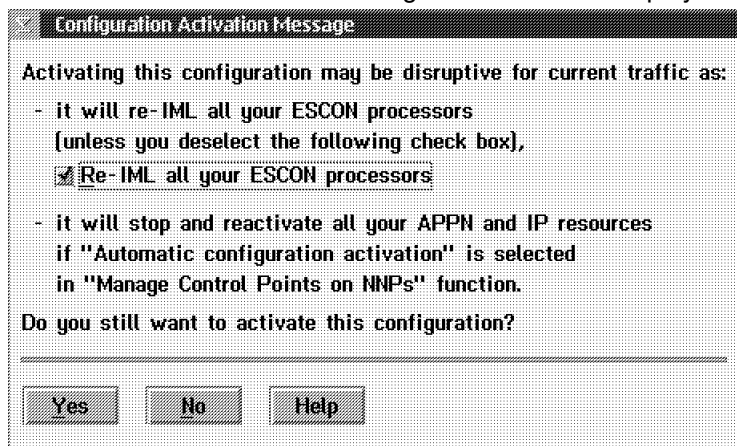 Configuration Activation Message
Activating this configuration may be disruptive for current traffic as:
- it will re-IML all your ESCON processors
(unless you deselect the following check box),
Re-IML all your ESCON processors
- it will stop and reactivate all your APPN and IP resources
if "Automatic configuration activation" is selected
in "Manage Control Points on NNPs" function.
Do you still want to activate this configuration?
Yes No Help